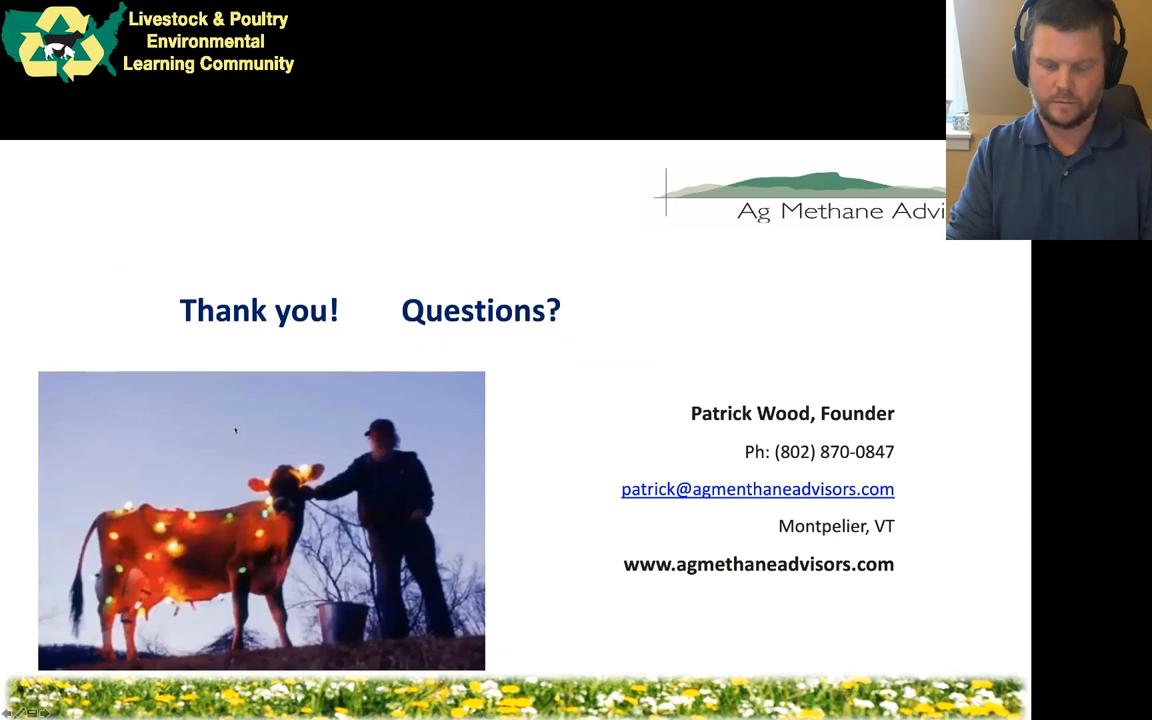 Livestock & Poultry
Environmental
Learning Community
Ag Methane Advi
Thank you! Questions?
Patrick Wood, Founder
Ph: (802) 870-0847
patrick@agmenthaneadvisors.com
Montpelier, VT
www.agmethaneadvisors.com